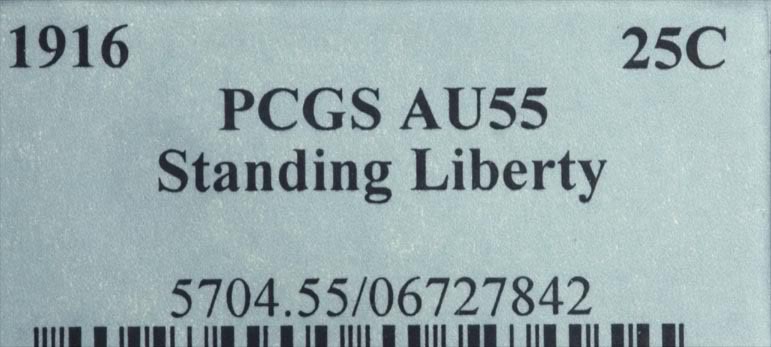 1916 25C
PCGS AU55
Standing Liberty
5704.55/06727842